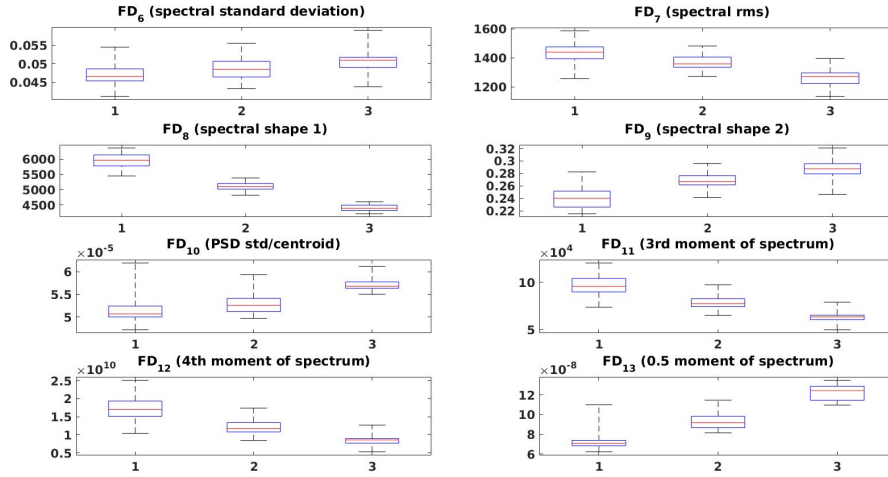 FD6 (spectral standard deviation)
0.055
0.05
0.045
1 2 3
FD7 (spectral rms)
1600
1400
1200
1 2 3
FD8 (spectral shape 1)
6000
5000
4500
1 2 3
FD9 (spectral shape 2)
0.32
0.3
0.28
0.26
0.24
0.22
1 2 3
×10-5
FD10 (PSD std/centroid)
6
5.5
5
1 2 3
×104
FD11 (3rd moment of spectrum)
10
5
1 2 3
×1010
FD12 (4th moment of spectrum)
2.5
2
1.5
1
0.5
1 2 3
×10-8
FD13 (0.5 moment of spectrum)
12
10
8
6
1 2 3